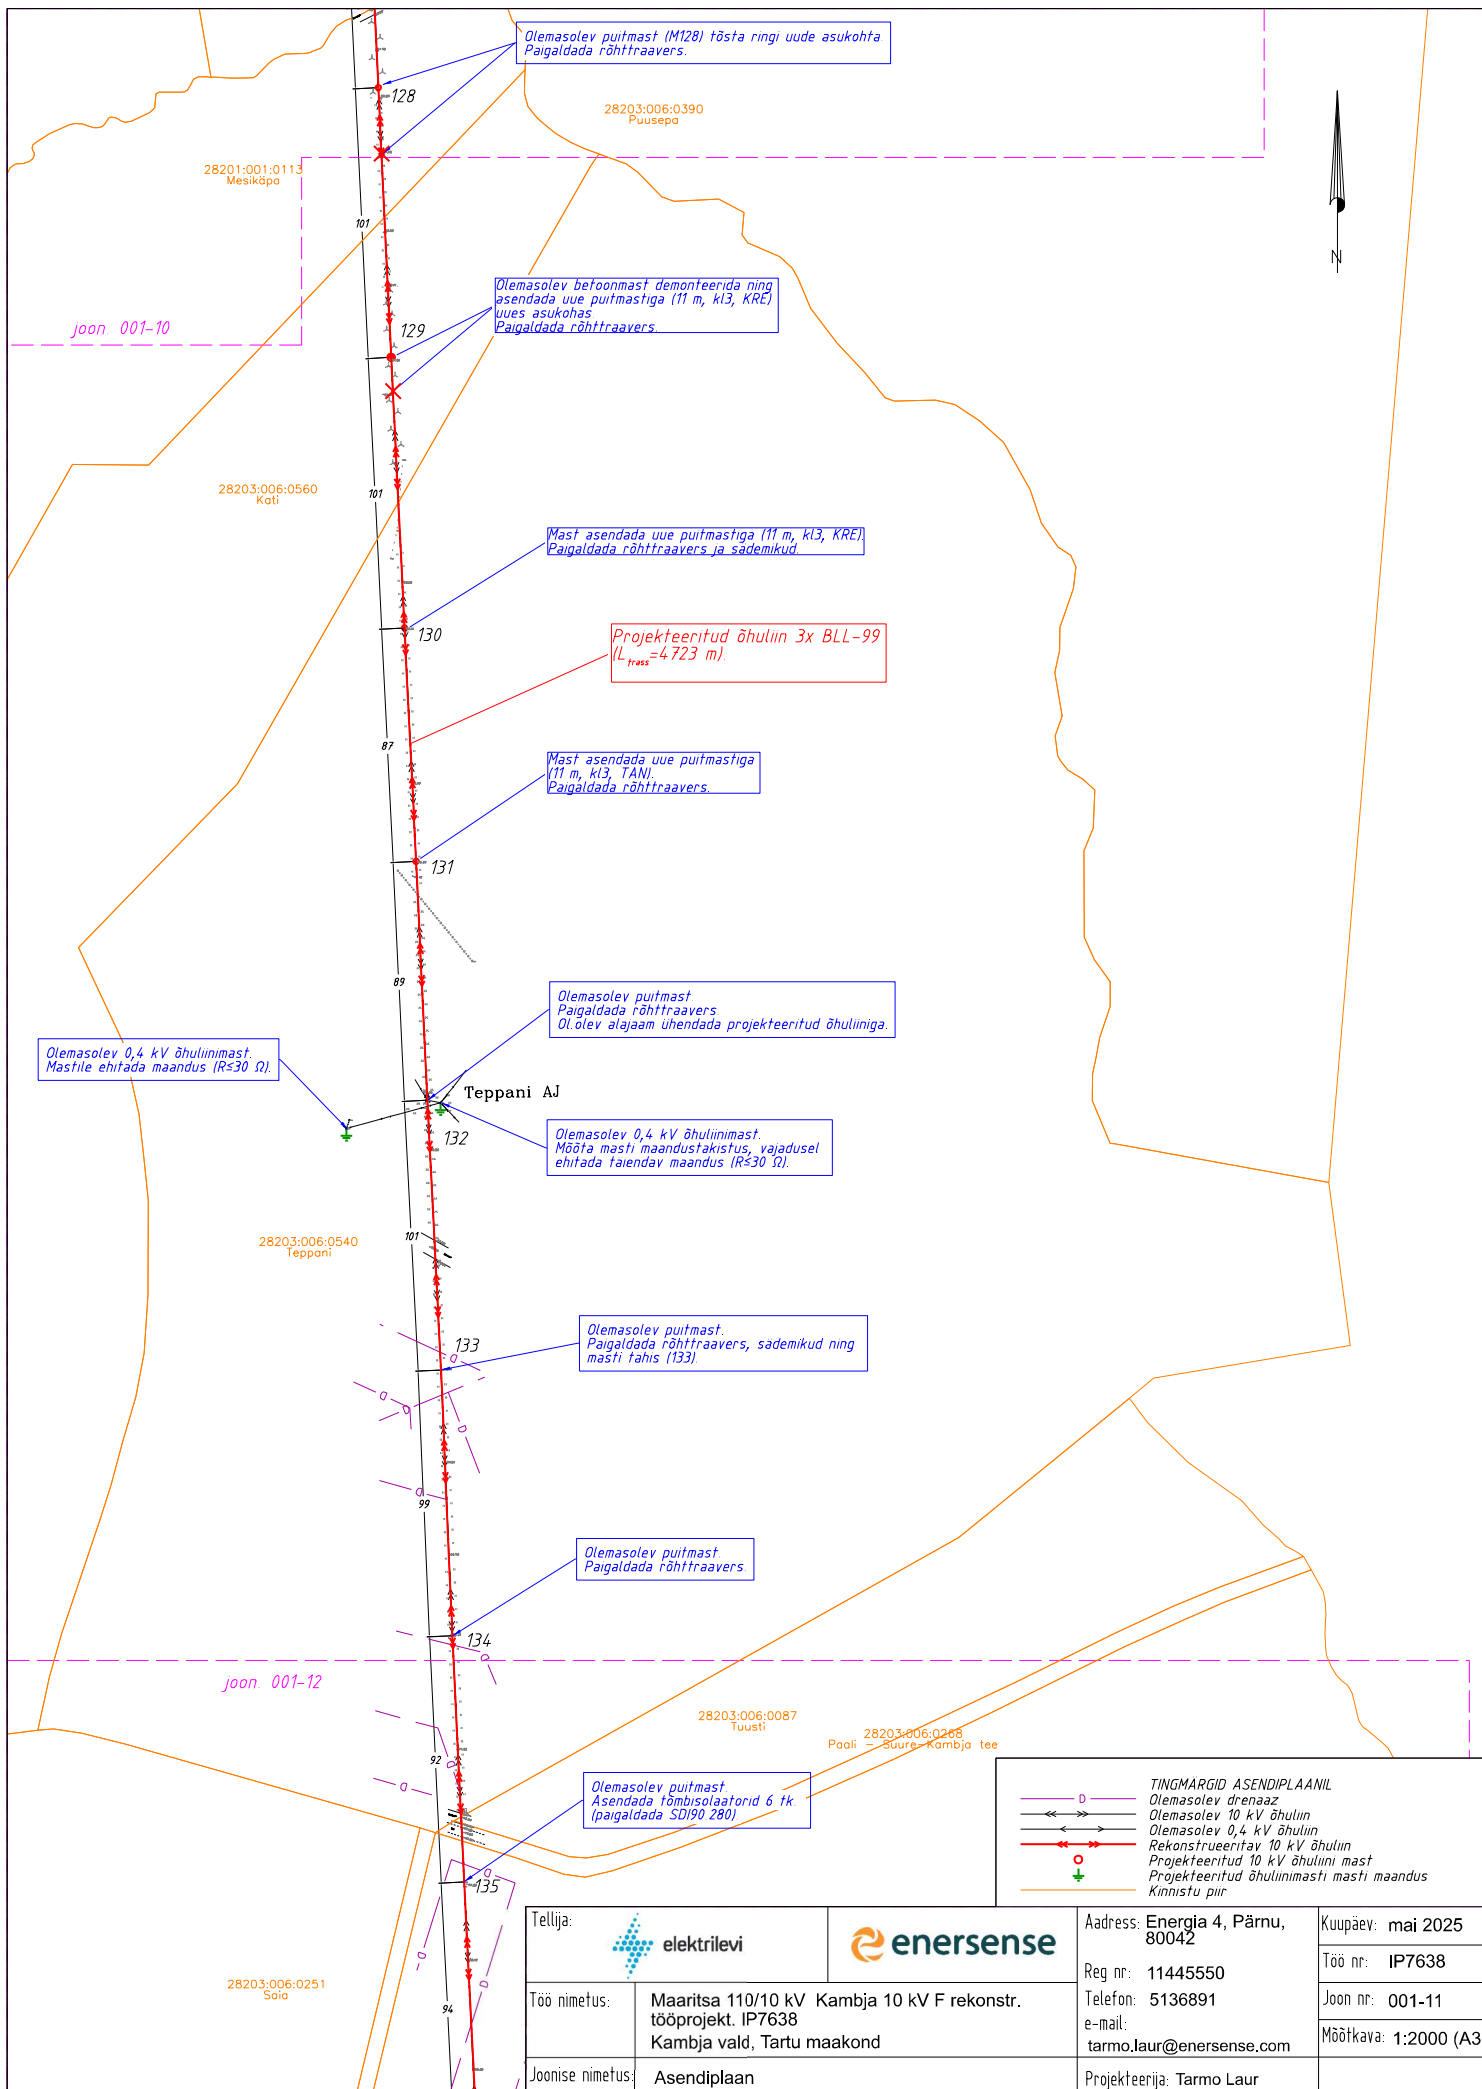 Olemasolev puitmast (M128) tõsta ringi uude asukohta.
Paigaldada rõhttraavers.
128
28203:006:0390
Puusepa
28201:001:0113
Mesikäpa
101
N
Olemasolev betoonmast demonteerida ning
asendada uue puitmastiga (11 m, kl3, KRE)
uues asukohas
Paigaldada rõhttraavers.
joon. 001-10
129
28203:006:0560
Kati
101
Mast asendada uue puitmastiga (11 m, kl3, KRE).
Paigaldada rõhttraavers ja sademikud.
130
Projekteeritud õhuliin 3x BLL-99
(Ltrass=4723 m).
87
Mast asendada uue puitmastiga
(11 m, kl3, TAN).
Paigaldada rõhttraavers.
131
89
Olemasolev puitmast.
Paigaldada rõhttraavers.
Ol.olev alajaam ühendada projekteeritud õhuliiniga.
Olemasolev 0,4 kV õhuliinimast.
Mastile ehitada maandus (R≤30 Ω).
Teppani AJ
132
Olemasolev 0,4 kV õhuliinimast.
Mõõta masti maandustakistus, vajadusel
ehitada taiendav maandus (R≤30 Ω).
28203:006:0540
Teppani
101
Olemasolev puitmast.
Paigaldada rõhttraavers, sademikud ning
masti tahis (133).
133
D
D
D
D
D
99
Olemasolev puitmast.
Paigaldada rõhttraavers.
134
D
joon. 001-12
28203:006:0087
Tuusti
28203:006:0268
Paali - Suure-Kambja tee
92
D
D
Olemasolev puitmast.
Asendada tõmbisolaatorid 6 tk.
(paigaldada SDI90.280)
D
135
D
D
28203:006:0251
Saia
94
TINGMÄRGID ASENDIPLAANIL
D Olemasolev drenaaz
Olemasolev 10 kV õhuliin
Olemasolev 0,4 kV õhuliin
Rekonstrueeritav 10 kV õhuliin
Projekteeritud 10 kV õhuliini mast
Projekteeritud õhuliinimasti masti maandus
Kinnistu piir
Tellija:
elektrilevi
enersense
Aadress: Energia 4, Pärnu,
80042
Reg nr: 11445550
Telefon: 5136891
e-mail:
tarmo.laur@enersense.com
Kuupäev: mai 2025
Töö nr: IP7638
Joon nr: 001-11
Mõõtkava: 1:2000 (A3
Töö nimetus:
Maaritsa 110/10 kV Kambja 10 kV F rekonstr.
tööprojekt. IP7638
Kambja vald, Tartu maakond
Joonise nimetus: Asendiplaan
Projekteerija: Tarmo Laur